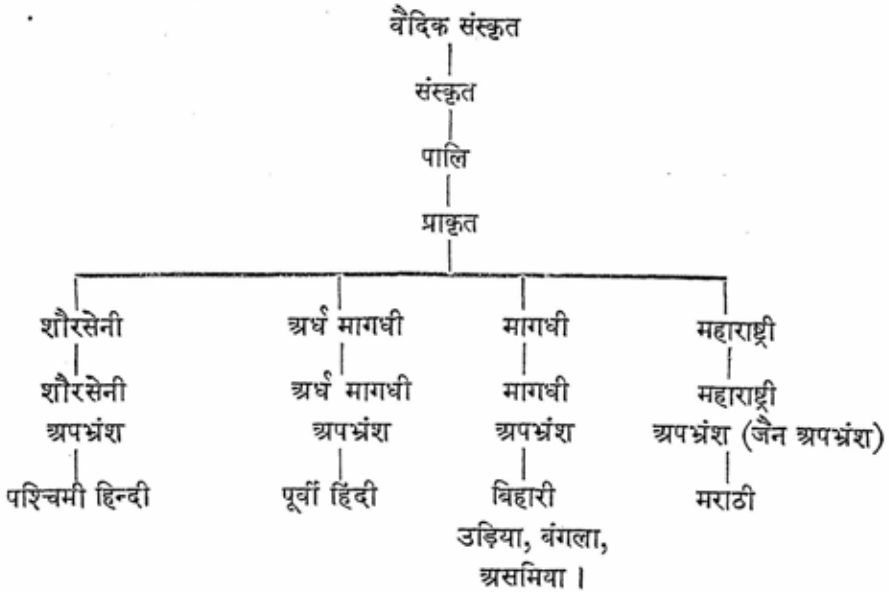 वैदिक संस्कृत
संस्कृत
पालि
प्राकृत
शौरसेनी अर्ध मागधी मागधी महाराष्ट्री
शौरसेनी अर्ध मागधी मागधी महाराष्ट्री
अपभ्रंश अपभ्रंश अपभ्रंश अपभ्रंश (जैन अपभ्रंश)
पश्चिमी हिन्दी पूर्वी हिंदी बिहारी मराठी
उड़िया, बंगला,
असमिया ।